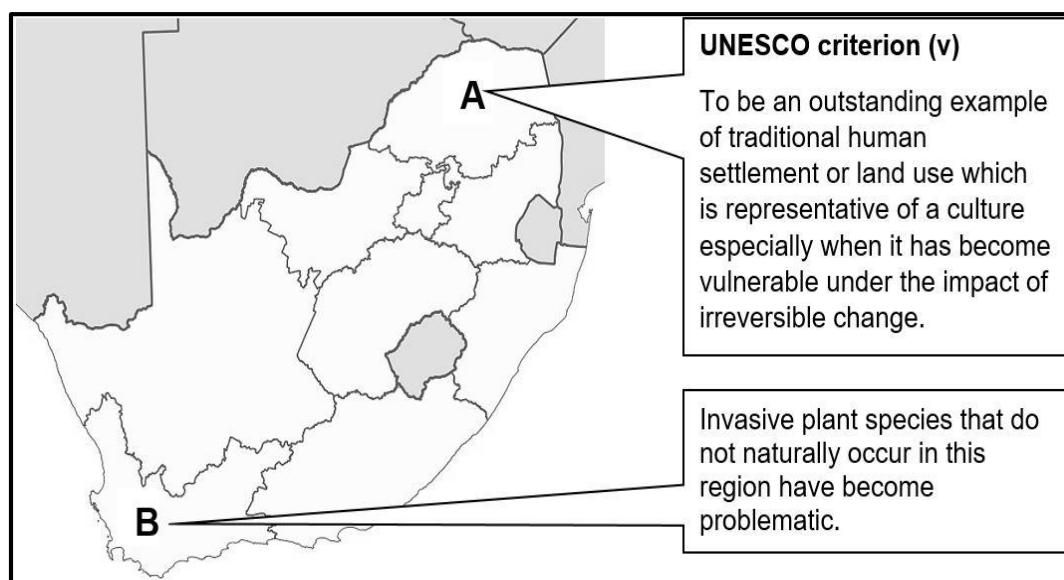 A
UNESCO criterion (v)
To be an outstanding example
of traditional human
settlement or land use which
is representative of a culture
especially when it has become
vulnerable under the impact of
irreversible change.
B
Invasive plant species that do
not naturally occur in this
region have become
problematic.